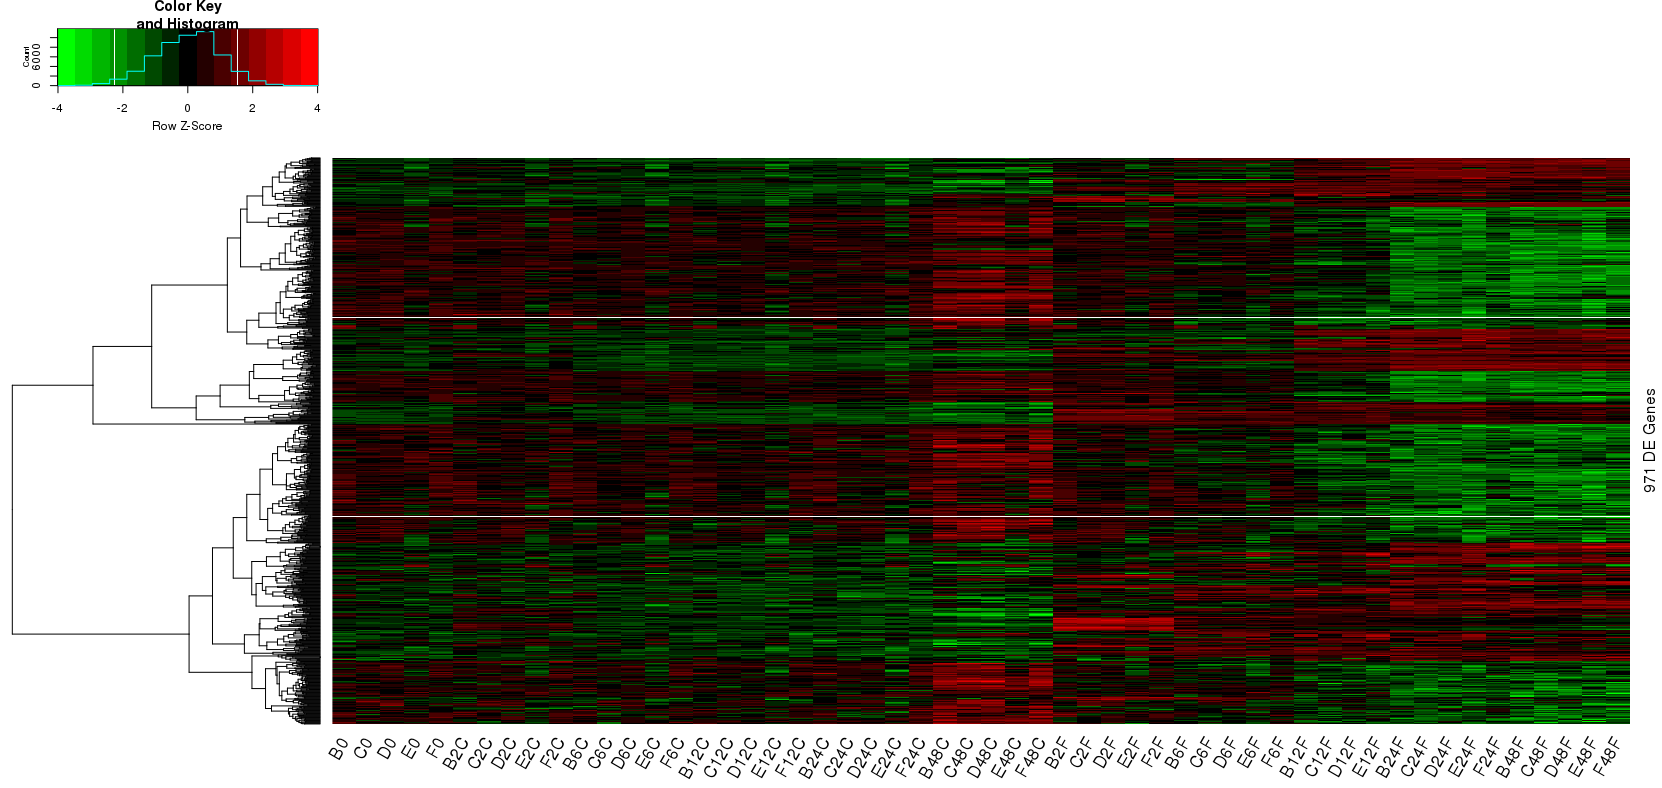 Color Key
and Histogram
Count
0 6000
-4 -2 0 2 4
Row Z-Score
971 DE Genes
B0 C0 D0 E0 F0 B2C C2C D2C E2C F2C B6C C6C D6C E6C F6C B12C C12C D12C E12C F12C B24C C24C D24C E24C F24C B48C C48C D48C E48C F48C B2F C2F D2F E2F F2F B6F C6F D6F E6F F6F B12F C12F D12F E12F B24F C24F D24F E24F F24F B48F C48F D48F E48F F48F